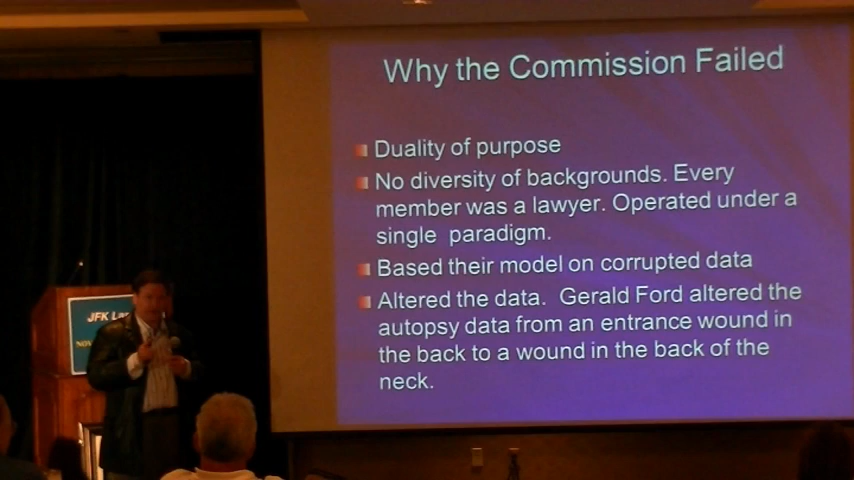 Why the Commission Failed
Duality of purpose
No diversity of backgrounds. Every
member was a lawyer. Operated under a
single paradigm.
Based their model on corrupted data
Altered the data. Gerald Ford altered the
autopsy data from an entrance wound in
the back to a wound in the back of the
neck.
JFK